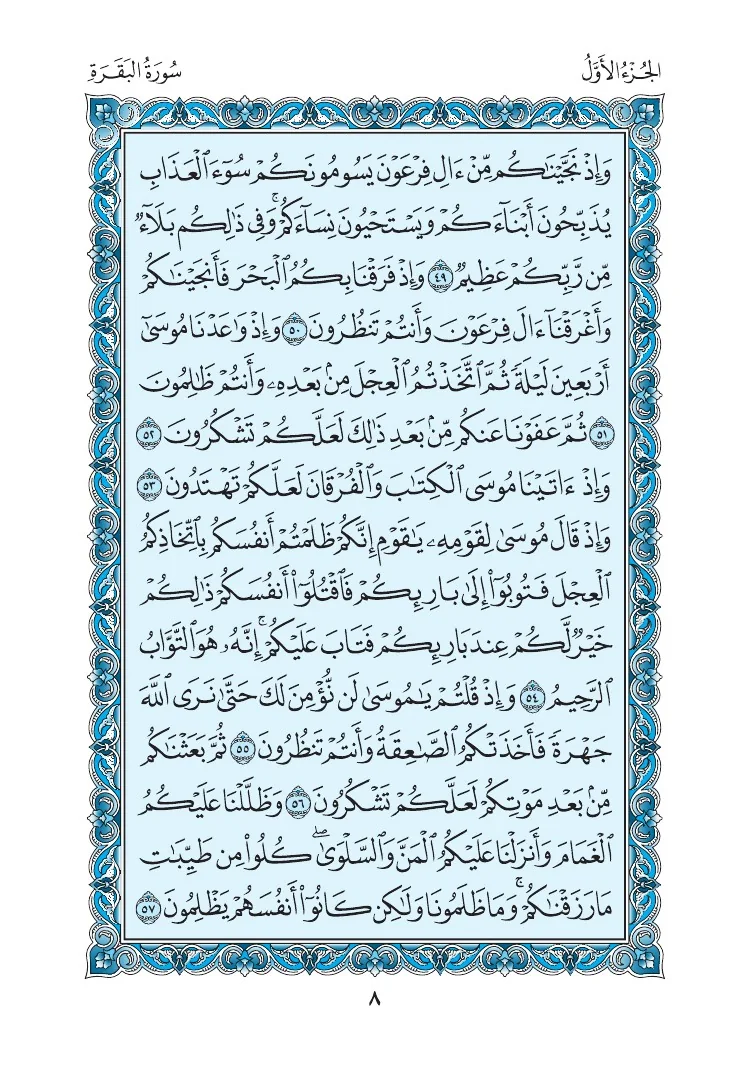 الجُزْءُ الأَوَّلُ سُورَةُ البَقَرَةِ
وَإِذْ نَجَّيْنَٰكُم مِّنْ ءَالِ فِرْعَوْنَ يَسُومُونَكُمْ سُوٓءَ ٱلْعَذَابِ
يُذَبِّحُونَ أَبْنَآءَكُمْ وَيَسْتَحْيُونَ نِسَآءَكُمْ ۚ وَفِى ذَٰلِكُم بَلَآءٌ
مِّن رَّبِّكُمْ عَظِيمٌ ٤٩ وَإِذْ فَرَقْنَا بِكُمُ ٱلْبَحْرَ فَأَنجَيْنَٰكُمْ
وَأَغْرَقْنَآ ءَالَ فِرْعَوْنَ وَأَنتُمْ تَنظُرُونَ ٥٠ وَإِذْ وَٰعَدْنَا مُوسَىٰٓ
أَرْبَعِينَ لَيْلَةً ثُمَّ ٱتَّخَذْتُمُ ٱلْعِجْلَ مِنۢ بَعْدِهِۦ وَأَنتُمْ ظَٰلِمُونَ
٥١ ثُمَّ عَفَوْنَا عَنكُم مِّنۢ بَعْدِ ذَٰلِكَ لَعَلَّكُمْ تَشْكُرُونَ ٥٢
وَإِذْ ءَاتَيْنَا مُوسَى ٱلْكِتَٰبَ وَٱلْفُرْقَانَ لَعَلَّكُمْ تَهْتَدُونَ ٥٣
وَإِذْ قَالَ مُوسَىٰ لِقَوْمِهِۦ يَٰقَوْمِ إِنَّكُمْ ظَلَمْتُمْ أَنفُسَكُم بِٱتِّخَاذِكُمُ
ٱلْعِجْلَ فَتُوبُوٓا۟ إِلَىٰ بَارِئِكُمْ فَٱقْتُلُوٓا۟ أَنفُسَكُمْ ذَٰلِكُمْ
خَيْرٌ لَّكُمْ عِندَ بَارِئِكُمْ فَتَابَ عَلَيْكُمْ ۚ إِنَّهُۥ هُوَ ٱلتَّوَّابُ
ٱلرَّحِيمُ ٥٤ وَإِذْ قُلْتُمْ يَٰمُوسَىٰ لَن نُّؤْمِنَ لَكَ حَتَّىٰ نَرَى ٱللَّهَ
جَهْرَةً فَأَخَذَتْكُمُ ٱلصَّٰعِقَةُ وَأَنتُمْ تَنظُرُونَ ٥٥ ثُمَّ بَعَثْنَٰكُم
مِّنۢ بَعْدِ مَوْتِكُمْ لَعَلَّكُمْ تَشْكُرُونَ ٥٦ وَظَلَّلْنَا عَلَيْكُمُ
ٱلْغَمَامَ وَأَنزَلْنَا عَلَيْكُمُ ٱلْمَنَّ وَٱلسَّلْوَىٰ ۖ كُلُوا۟ مِن طَيِّبَٰتِ
مَا رَزَقْنَٰكُمْ ۚ وَمَا ظَلَمُونَا وَلَٰكِن كَانُوٓا۟ أَنفُسَهُمْ يَظْلِمُونَ ٥٧
٨